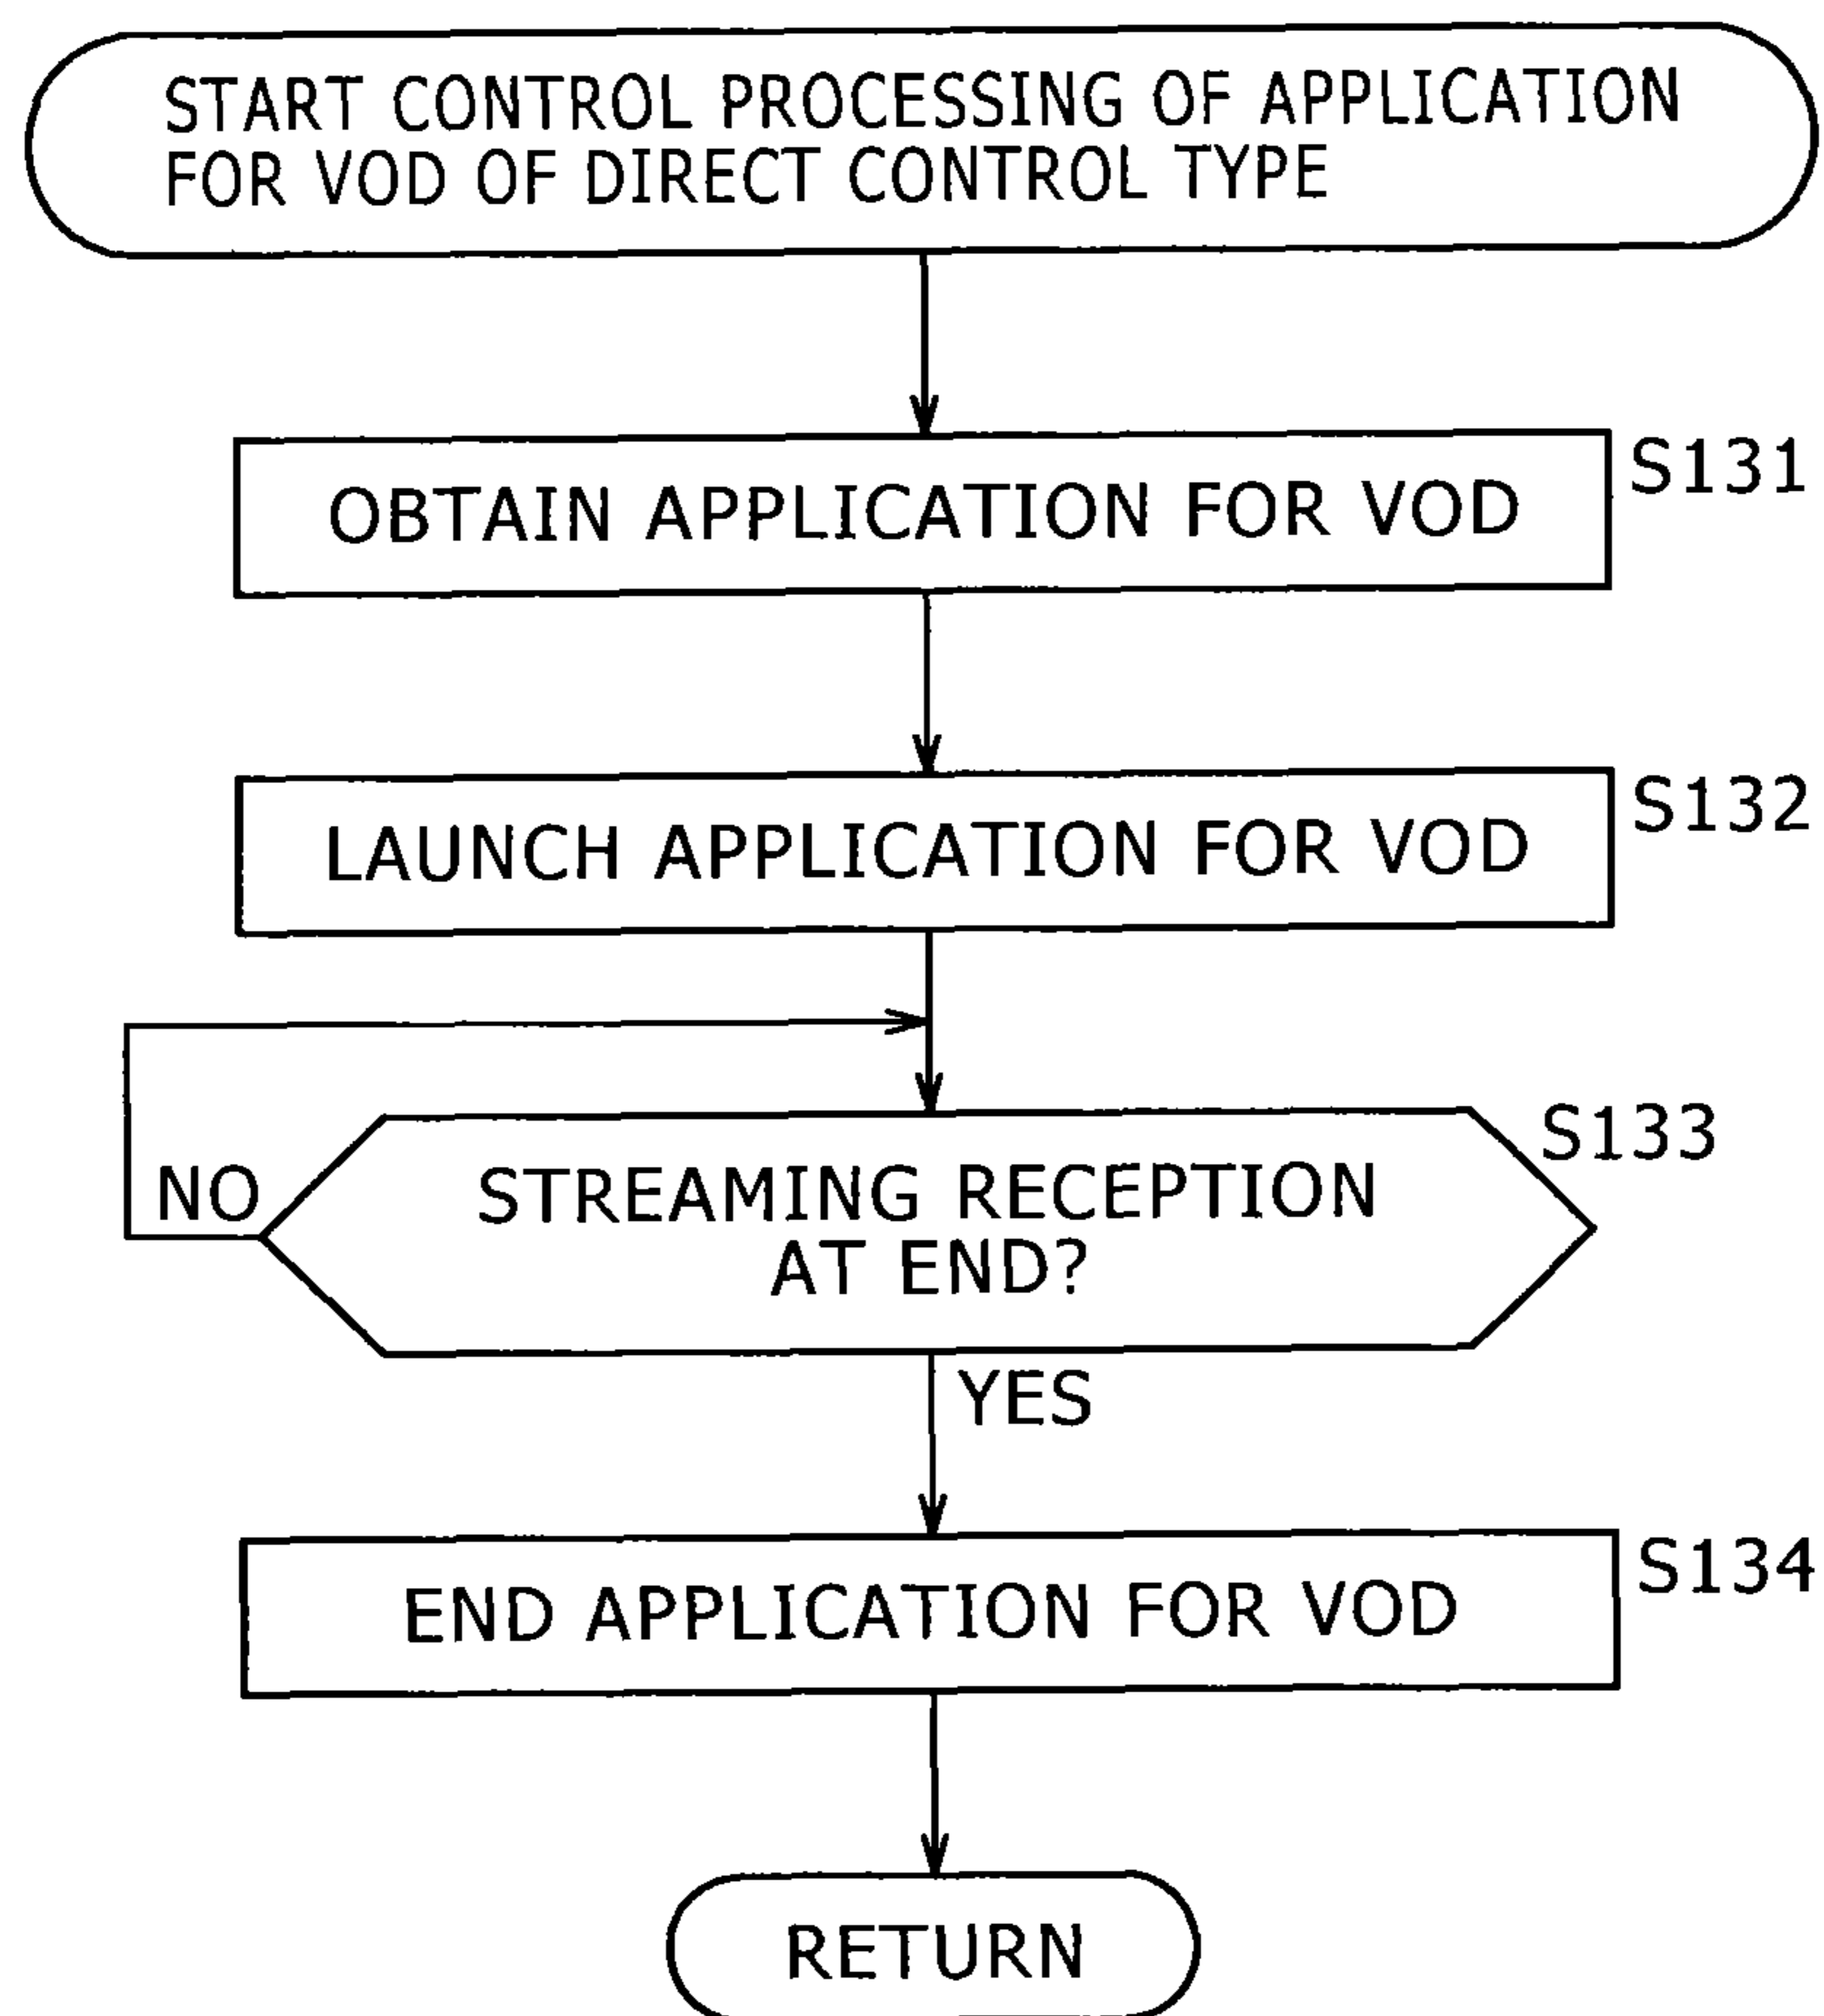 START CONTROL PROCESSING OF APPLICATION
FOR VOD OF DIRECT CONTROL TYPE
S131
OBTAIN APPLICATION FOR VOD
S132
LAUNCH APPLICATION FOR VOD
S133
NO
STREAMING RECEPTION
AT END?
YES
S134
END APPLICATION FOR VOD
RETURN